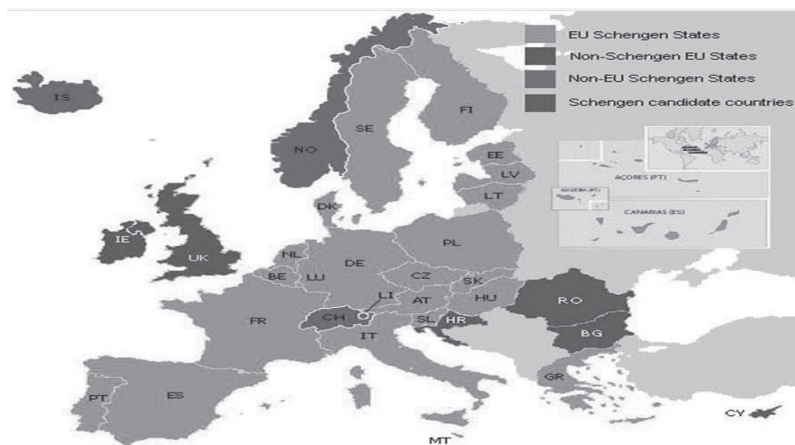 EU Schengen States
Non-Schengen EU States
Non-EU Schengen States
Schengen candidate countries
IS
FI
SE
NO
EE
LV
AÇORES (PT)
LT
MADEIRA (PT)
DK
CANARIAS (ES)
IE
UK
NL
PL
DE
BE
LU
CZ
SK
LI
AT
HU
RO
FR
CH
SL
HR
IT
BG
GR
PT
ES
CY
MT